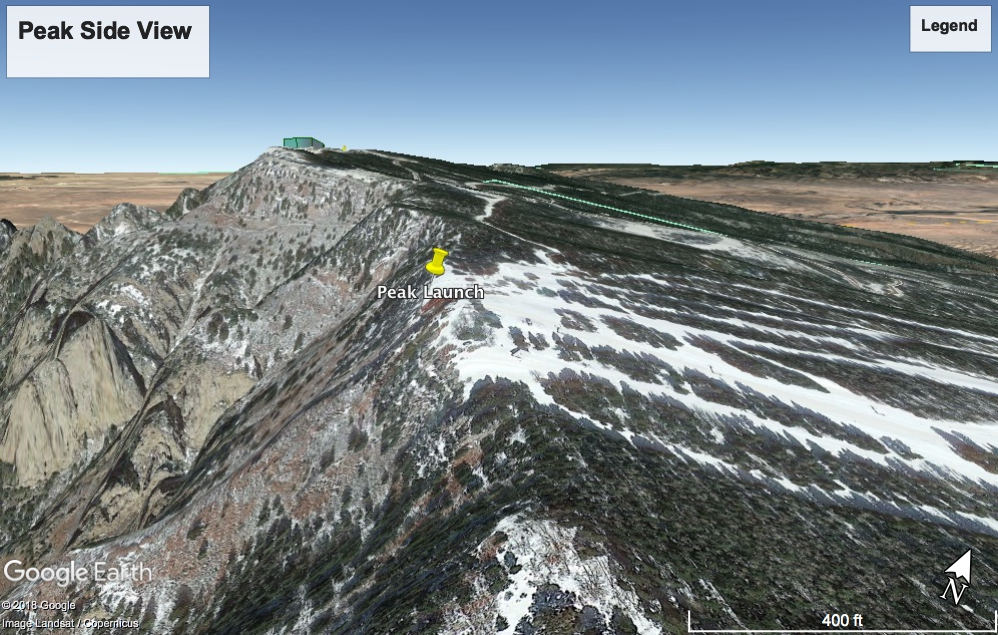 Peak Side View
Legend
Peak Launch
Google Earth
© 2018 Google
Image Landsat / Copernicus
N
400 ft